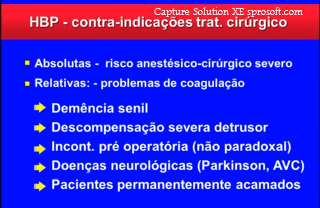 Capture Solution XE sprosoft.com
HBP - contra-indicações trat. cirúrgico
Absolutas - risco anestésico-cirúrgico severo
Relativas: - problemas de coagulação
Demência senil
Descompensação severa detrusor
Incont. pré operatória (não paradoxal)
Doenças neurológicas (Parkinson, AVC)
Pacientes permanentemente acamados